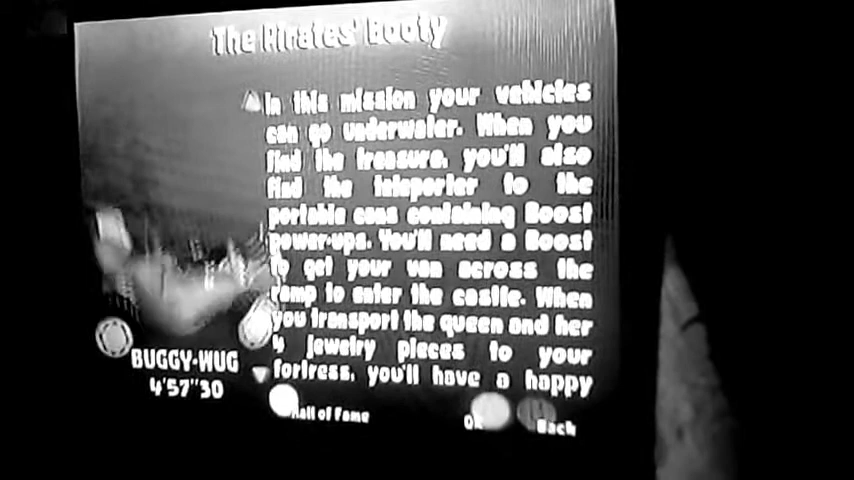 The Pirates' Booty
In this mission your vehicles
can go underwater. When you
find the treasure, you'll also
find the teleporter to the
portable cans containing Boost
power-ups. You'll need a Boost
to get your van across the
ramp to enter the castle. When
you transport the queen and her
4 jewelry pieces to your
fortress, you'll have a happy
BUGGY-WUG
4'57"30
Hall of Fame
Ok
Back